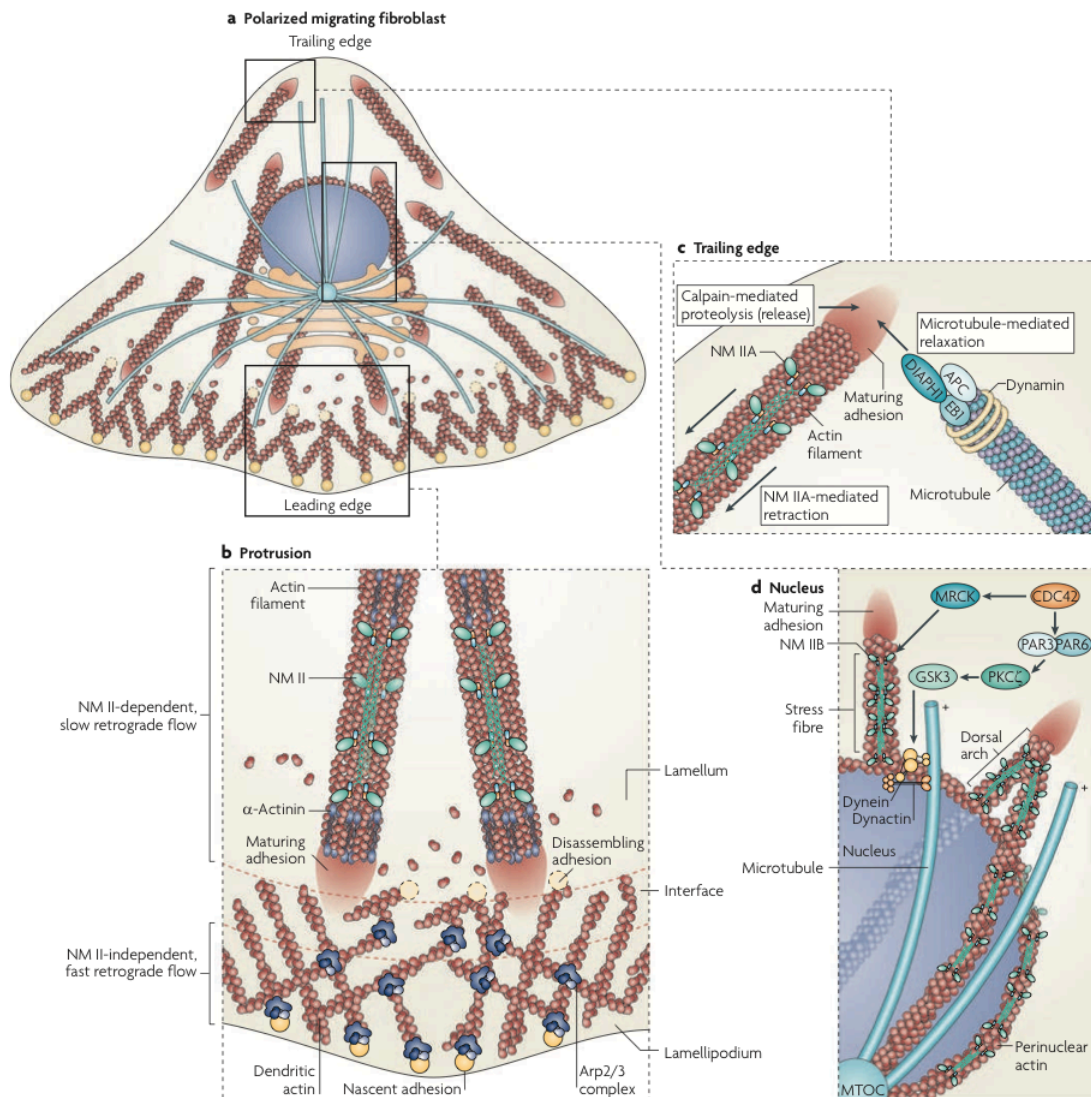 a Polarized migrating fibroblast
Trailing edge
Leading edge
c Trailing edge
Calpain-mediated
proteolysis (release)
Microtubule-mediated
relaxation
NM IIA
DIAPH1
APC
EB1
Dynamin
Maturing
adhesion
Actin
filament
Microtubule
NM IIA-mediated
retraction
b Protrusion
Actin
filament
NM II
NM II-dependent,
slow retrograde flow
α-Actinin
Maturing
adhesion
Lamellum
Disassembling
adhesion
Interface
NM II-independent,
fast retrograde flow
Lamellipodium
Dendritic
actin
Nascent adhesion
Arp2/3
complex
d Nucleus
Maturing
adhesion
MRCK
CDC42
NM IIB
PAR3
PAR6
GSK3
PKCζ
+
Stress
fibre
Dorsal
arch
+
Dynein
Dynactin
Nucleus
Microtubule
Perinuclear
actin
MTOC